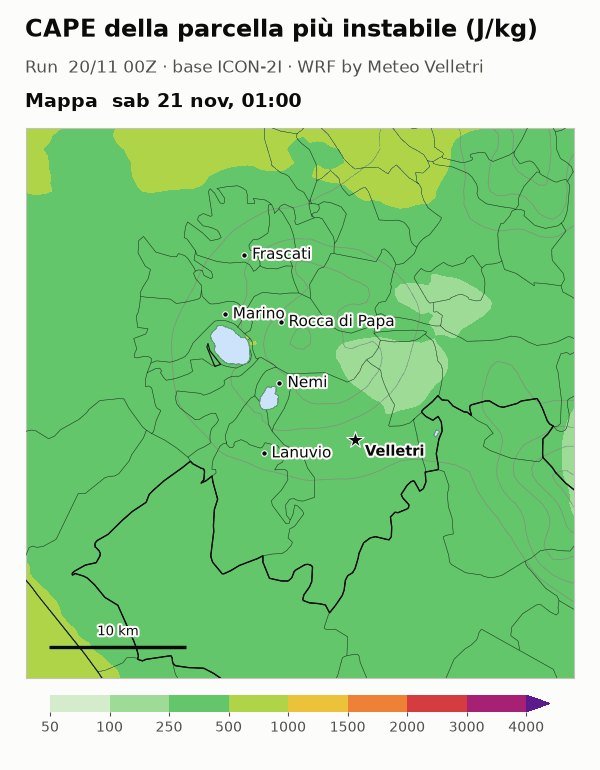 CAPE della parcella più instabile (J/kg)
Run  20/11 00Z · base ICON-2I · WRF by Meteo Velletri
Mappa  sab 21 nov, 01:00
Frascati
Marino
Rocca di Papa
Nemi
Velletri
Lanuvio
10 km
50 100 250 500 1000 1500 2000 3000 4000